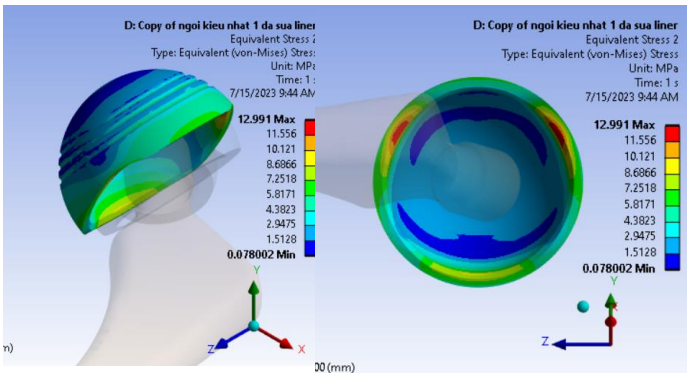 D: Copy of ngoi kieu nhat 1 da sua liner
Equivalent Stress 2
Type: Equivalent (von-Mises) Stress
Unit: MPa
Time: 1 s
7/15/2023 9:44 AM
12.991 Max
11.556
10.121
8.6866
7.2518
5.8171
4.3823
2.9475
1.5128
0.078002 Min
Y
Z
X
m)
D: Copy of ngoi kieu nhat 1 da sua liner
Equivalent Stress 2
Type: Equivalent (von-Mises) Stress
Unit: MPa
Time: 1 s
7/15/2023 9:44 AM
12.991 Max
11.556
10.121
8.6866
7.2518
5.8171
4.3823
2.9475
1.5128
0.078002 Min
Y
X
Z
00 (mm)